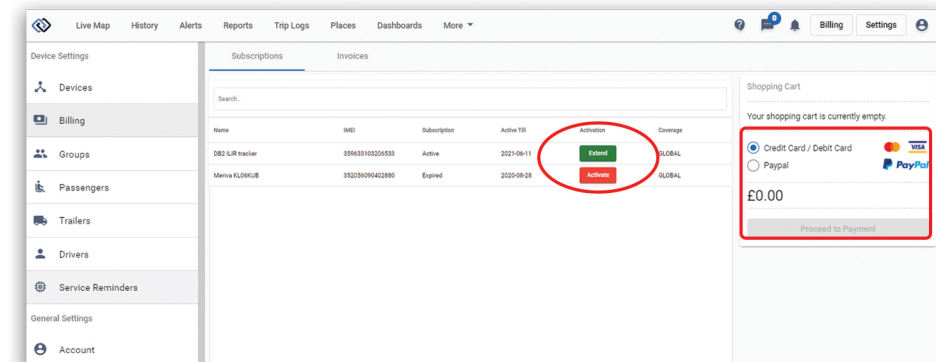 Live Map History Alerts Reports Trip Logs Places Dashboards More 0 Billing Settings
Device Settings
Devices
Billing
Groups
Passengers
Trailers
Drivers
Service Reminders
General Settings
Account
Subscriptions Invoices
Search..
Name IMEI Subscription Active Till Activation Coverage
DB2 ILIR tracker 359633103206533 Active 2021-06-11 Extend GLOBAL
Meriva KL06KUB 352056090402880 Expired 2020-08-28 Activate GLOBAL
Shopping Cart
Your shopping cart is currently empty.
Credit Card / Debit Card VISA
Paypal PayPal
£0.00
Proceed to Payment